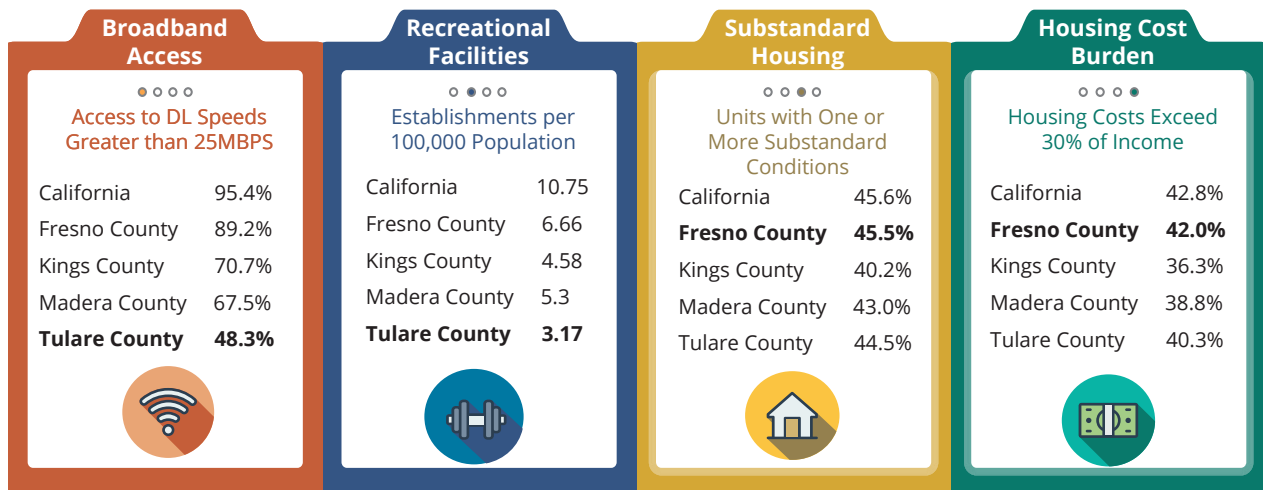 Broadband
Access
Access to DL Speeds
Greater than 25MBPS
California 95.4%
Fresno County 89.2%
Kings County 70.7%
Madera County 67.5%
Tulare County 48.3%
Recreational
Facilities
Establishments per
100,000 Population
California 10.75
Fresno County 6.66
Kings County 4.58
Madera County 5.3
Tulare County 3.17
Substandard
Housing
Units with One or
More Substandard
Conditions
California 45.6%
Fresno County 45.5%
Kings County 40.2%
Madera County 43.0%
Tulare County 44.5%
Housing Cost
Burden
Housing Costs Exceed
30% of Income
California 42.8%
Fresno County 42.0%
Kings County 36.3%
Madera County 38.8%
Tulare County 40.3%